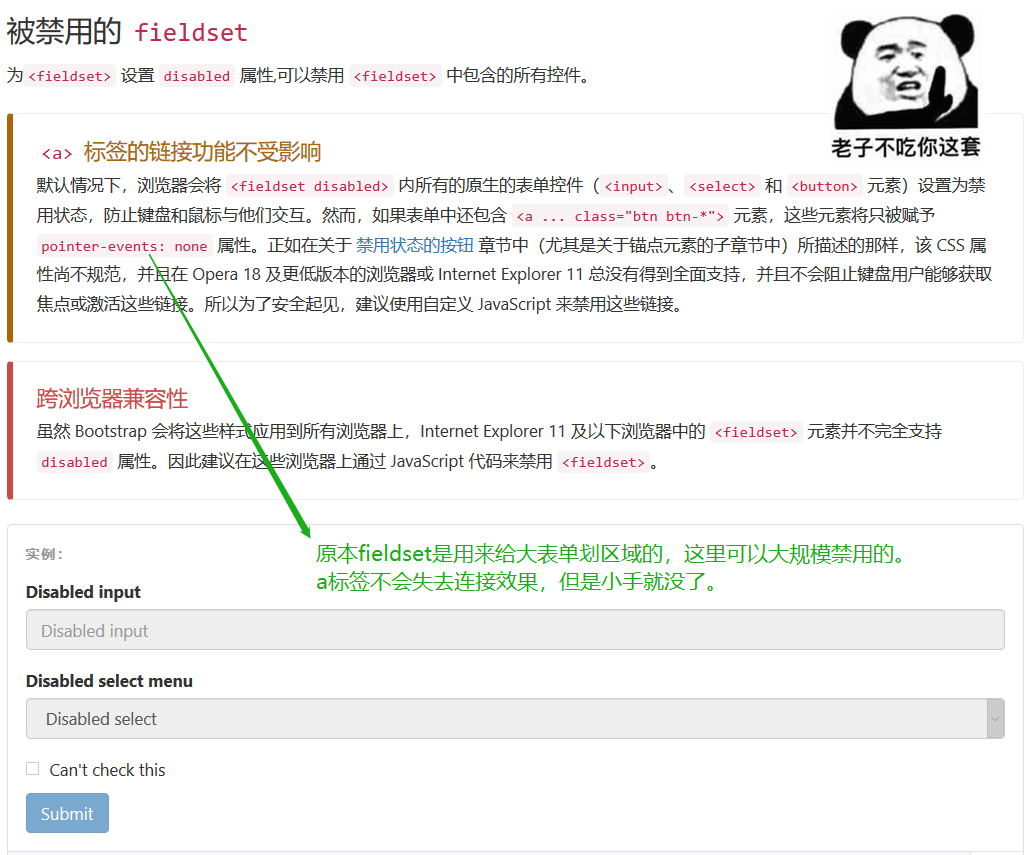 被禁用的 fieldset
为 <fieldset> 设置 disabled 属性,可以禁用 <fieldset> 中包含的所有控件。
老子不吃你这套
<a> 标签的链接功能不受影响
默认情况下，浏览器会将 <fieldset disabled> 内所有的原生的表单控件（<input>、<select> 和 <button> 元素）设置为禁
用状态，防止键盘和鼠标与他们交互。然而，如果表单中还包含 <a ... class="btn btn-*"> 元素，这些元素将只被赋予
pointer-events: none 属性。正如在关于 禁用状态的按钮 章节中（尤其是关于锚点元素的子章节中）所描述的那样，该 CSS 属
性尚不规范，并且在 Opera 18 及更低版本的浏览器或 Internet Explorer 11 总没有得到全面支持，并且不会阻止键盘用户能够获取
焦点或激活这些链接。所以为了安全起见，建议使用自定义 JavaScript 来禁用这些链接。
跨浏览器兼容性
虽然 Bootstrap 会将这些样式应用到所有浏览器上，Internet Explorer 11 及以下浏览器中的 <fieldset> 元素并不完全支持
disabled 属性。因此建议在这些浏览器上通过 JavaScript 代码来禁用 <fieldset>。
实例：
原本fieldset是用来给大表单划区域的，这里可以大规模禁用的。
a标签不会失去连接效果，但是小手就没了。
Disabled input
Disabled input
Disabled select menu
Disabled select
Can't check this
Submit